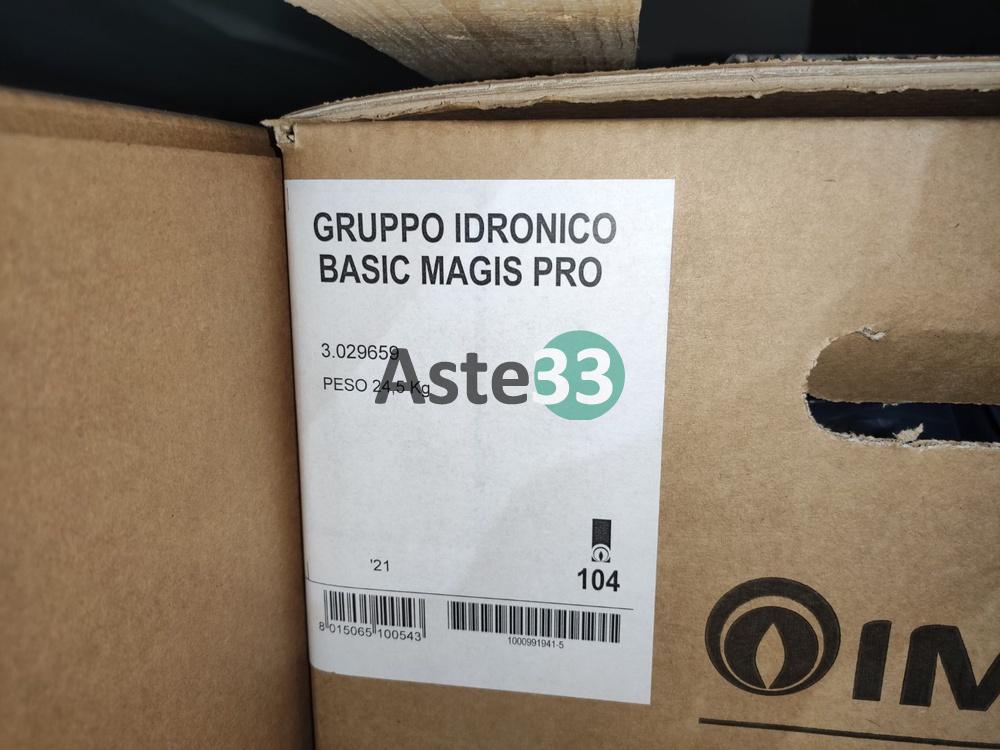 GRUPPO IDRONICO
BASIC MAGIS PRO
3.029659
PESO 24,5 Kg
Aste33
'21
104
8 015065 100543
1000991941-5
IM